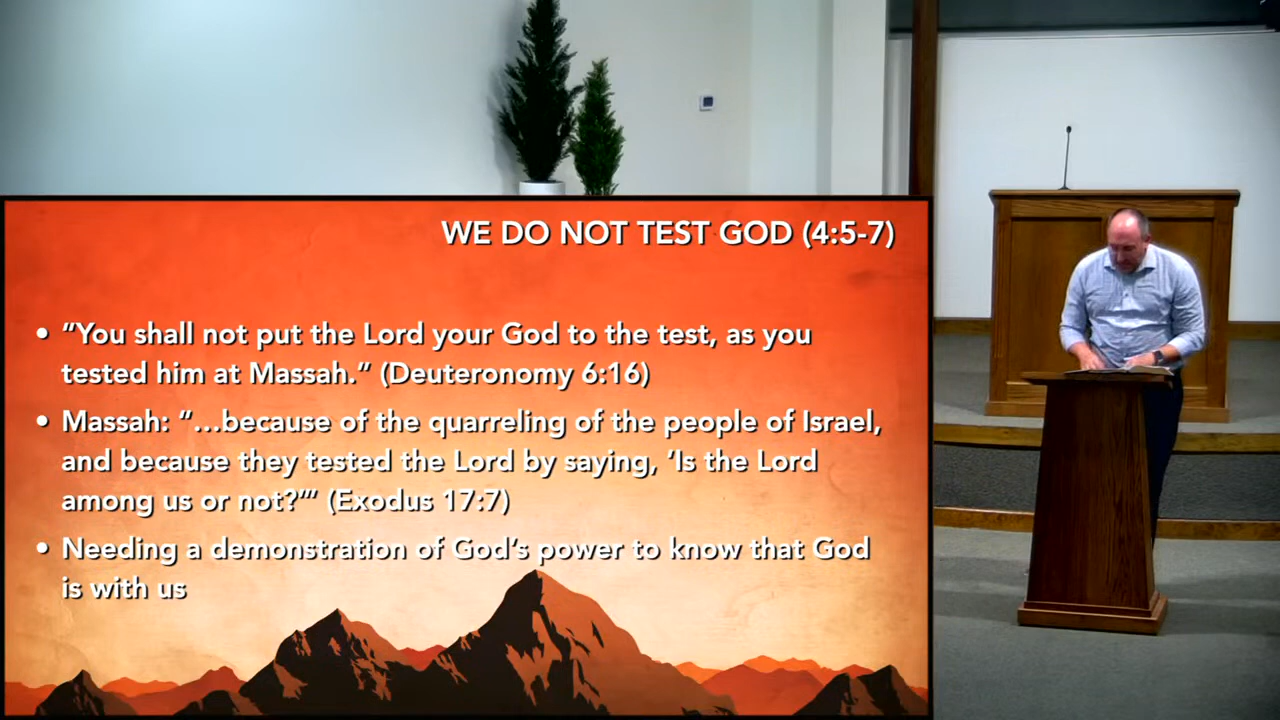 WE DO NOT TEST GOD (4:5-7)
• “You shall not put the Lord your God to the test, as you
tested him at Massah.” (Deuteronomy 6:16)
• Massah: “…because of the quarreling of the people of Israel,
and because they tested the Lord by saying, ‘Is the Lord
among us or not?’” (Exodus 17:7)
• Needing a demonstration of God’s power to know that God
is with us